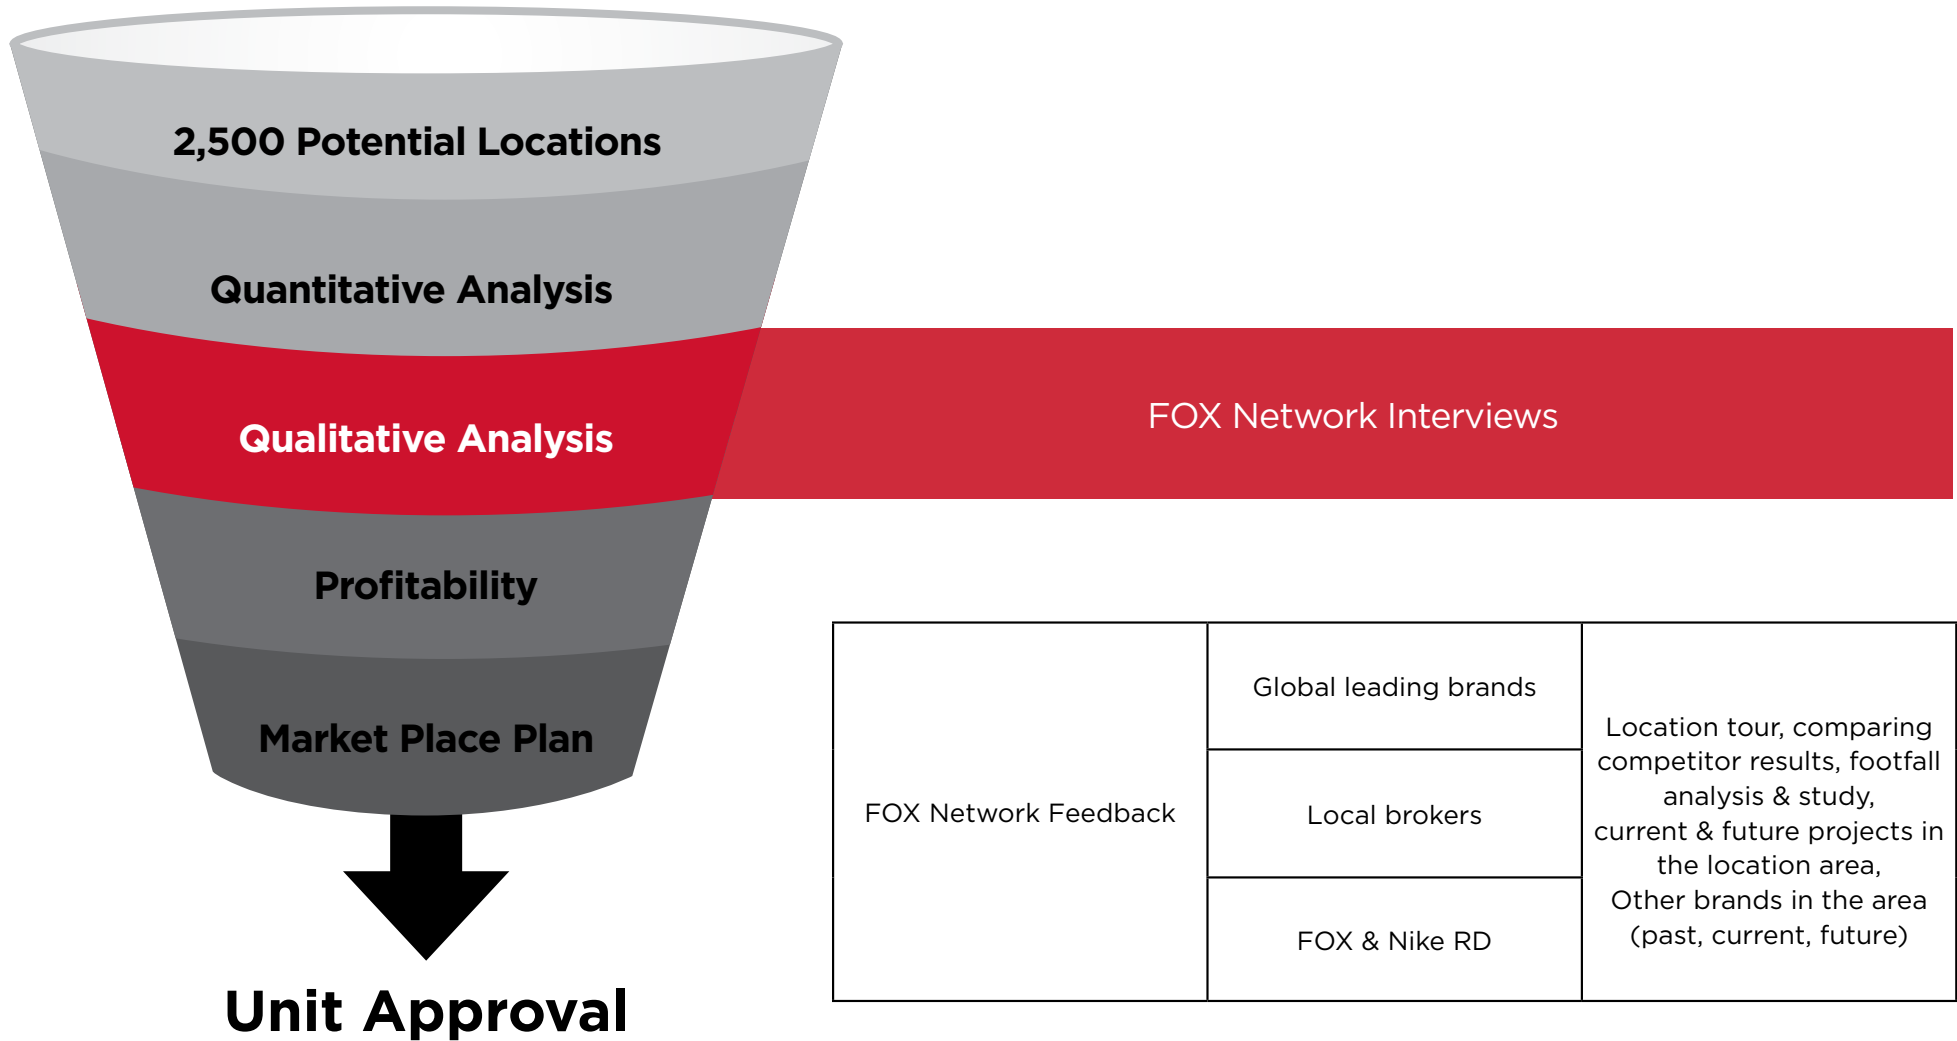 2,500 Potential Locations
Quantitative Analysis
Qualitative Analysis
FOX Network Interviews
Profitability
Market Place Plan
Unit Approval
FOX Network Feedback
Global leading brands
Local brokers
FOX & Nike RD
Location tour, comparing
competitor results, footfall
analysis & study,
current & future projects in
the location area,
Other brands in the area
(past, current, future)